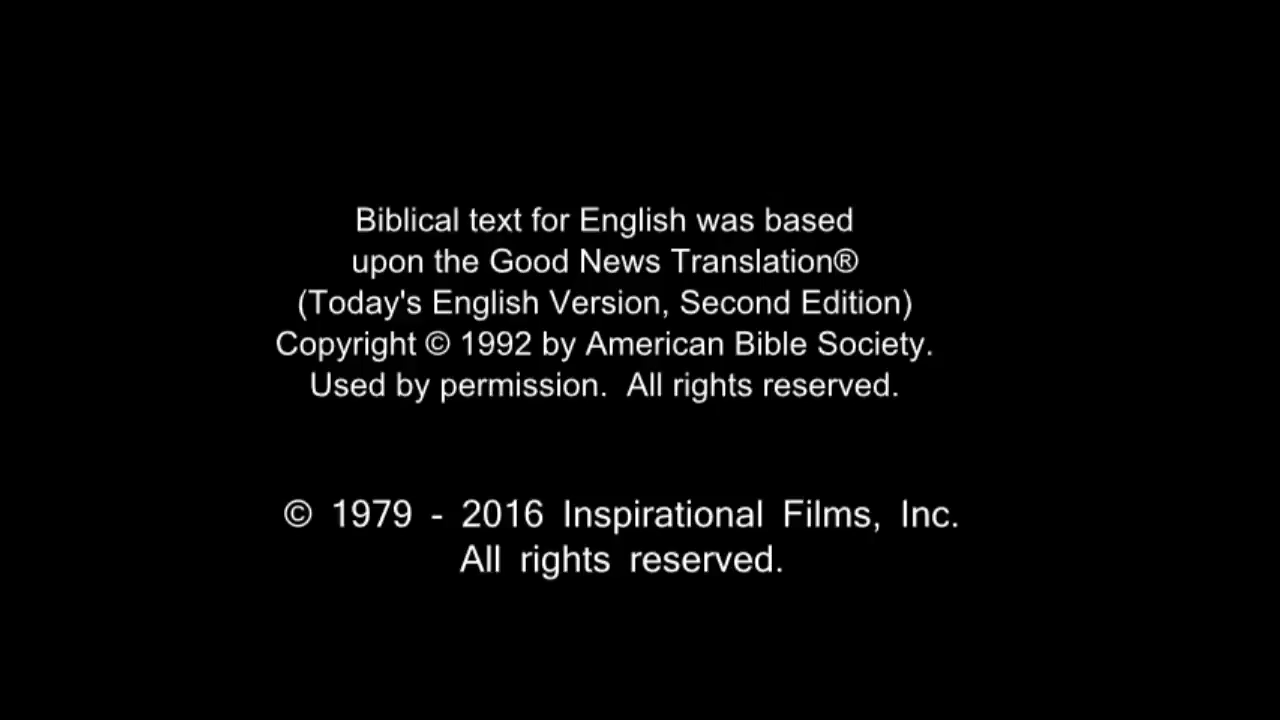 Biblical text for English was based
upon the Good News Translation®
(Today's English Version, Second Edition)
Copyright © 1992 by American Bible Society.
Used by permission.  All rights reserved.
© 1979 - 2016 Inspirational Films, Inc.
All rights reserved.